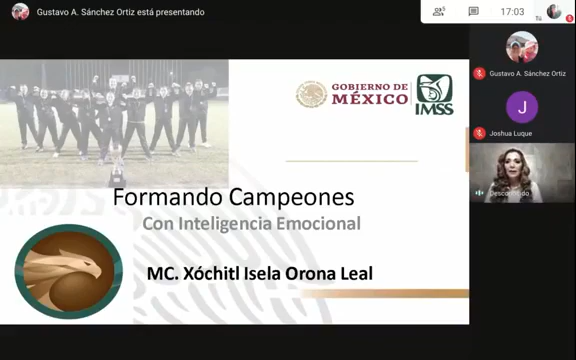 Gustavo A. Sánchez Ortiz está presentando
17:03
GOBIERNO DE
MÉXICO
IMSS
Formando Campeones
Con Inteligencia Emocional
MC. Xóchitl Isela Orona Leal
Gustavo A. Sánchez Ortiz
J
Joshua Luque
Desconocido